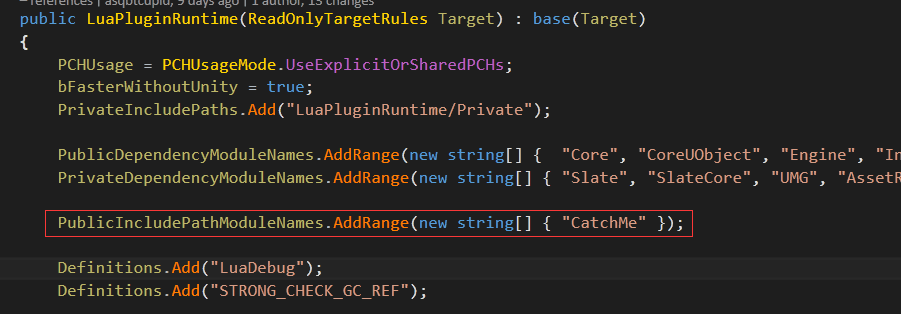 references | asqbtcupid, 9 days ago | 1 author, 13 changes
public LuaPluginRuntime(ReadOnlyTargetRules Target) : base(Target)
{
PCHUsage = PCHUsageMode.UseExplicitOrSharedPCHs;
bFasterWithoutUnity = true;
PrivateIncludePaths.Add("LuaPluginRuntime/Private");
PublicDependencyModuleNames.AddRange(new string[] { "Core", "CoreUObject", "Engine", "In
PrivateDependencyModuleNames.AddRange(new string[] { "Slate", "SlateCore", "UMG", "AssetR
PublicIncludePathModuleNames.AddRange(new string[] { "CatchMe" });
Definitions.Add("LuaDebug");
Definitions.Add("STRONG_CHECK_GC_REF");